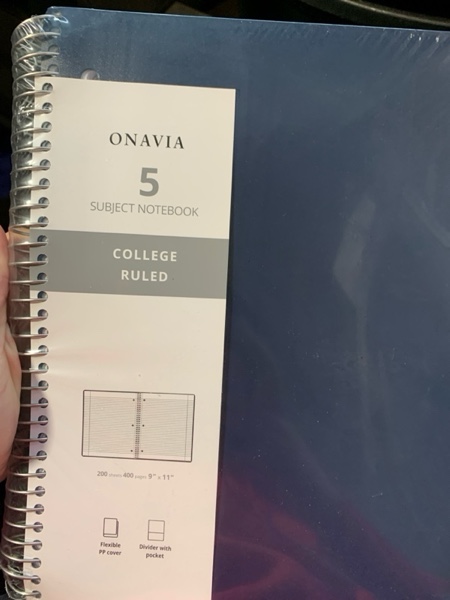 ONAVIA
5
SUBJECT NOTEBOOK
COLLEGE
RULED
200 sheets 400 pages 9" x 11"
Flexible
PP cover
Divider with
pocket